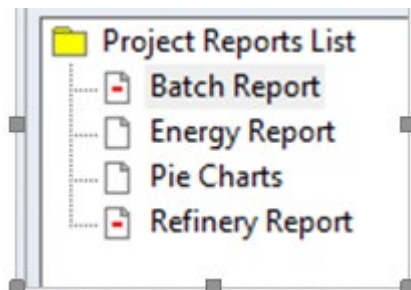 Project Reports List
Batch Report
Energy Report
Pie Charts
Refinery Report